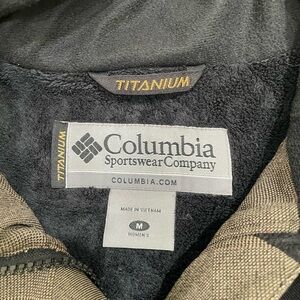 TITANIUM
TITANIUM
Columbia
Sportswear Company
COLUMBIA.COM
MADE IN VIETNAM
M
WOMEN'S